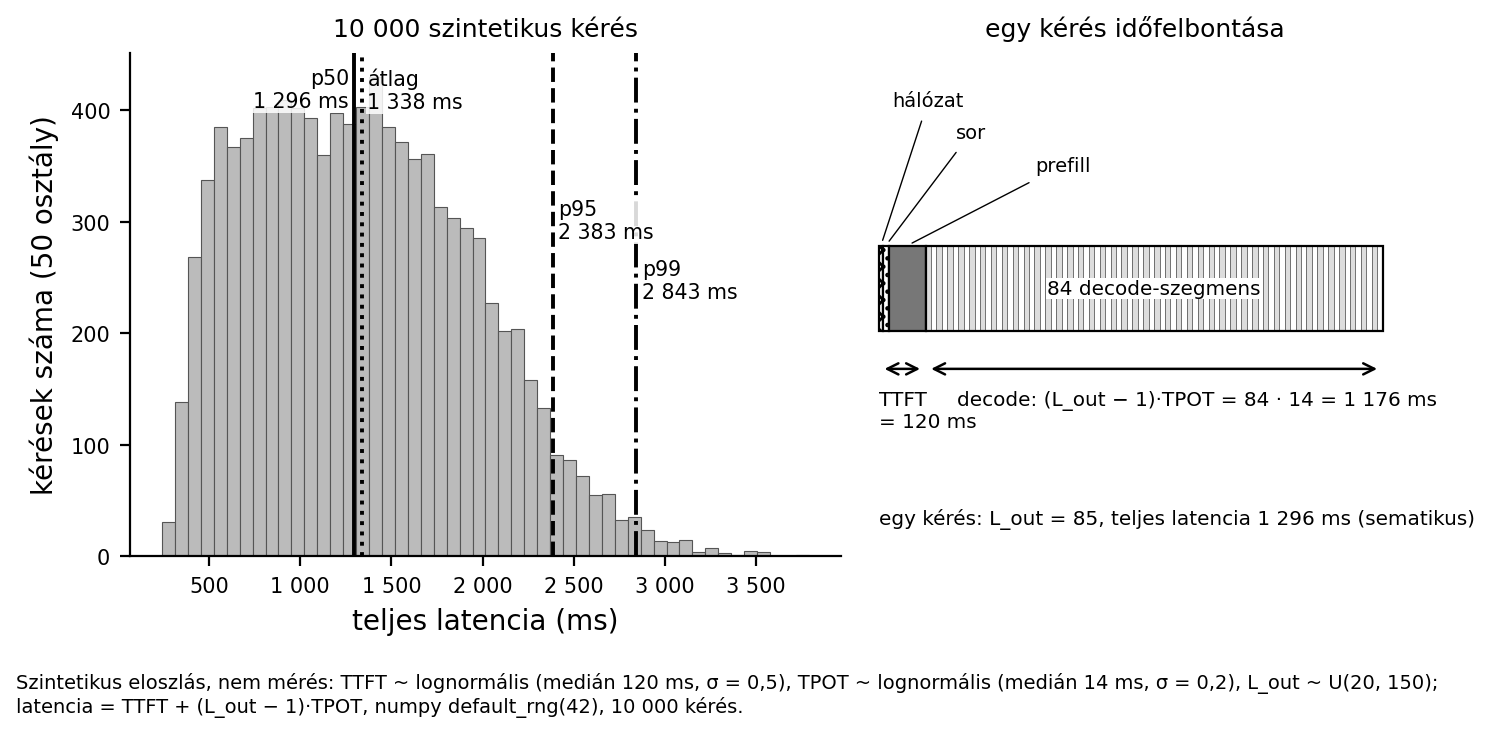 10 000 szintetikus kérés
p50
1 296 ms
átlag
1 338 ms
p95
2 383 ms
p99
2 843 ms
kérések száma (50 osztály)
400
300
200
100
0
500
1 000
1 500
2 000
2 500
3 000
3 500
teljes latencia (ms)
egy kérés időfelbontása
hálózat
sor
prefill
84 decode-szegmens
TTFT
= 120 ms
decode: (L_out − 1)·TPOT = 84 · 14 = 1 176 ms
egy kérés: L_out = 85, teljes latencia 1 296 ms (sematikus)
Szintetikus eloszlás, nem mérés: TTFT ~ lognormális (medián 120 ms, σ = 0,5), TPOT ~ lognormális (medián 14 ms, σ = 0,2), L_out ~ U(20, 150);
latencia = TTFT + (L_out − 1)·TPOT, numpy default_rng(42), 10 000 kérés.